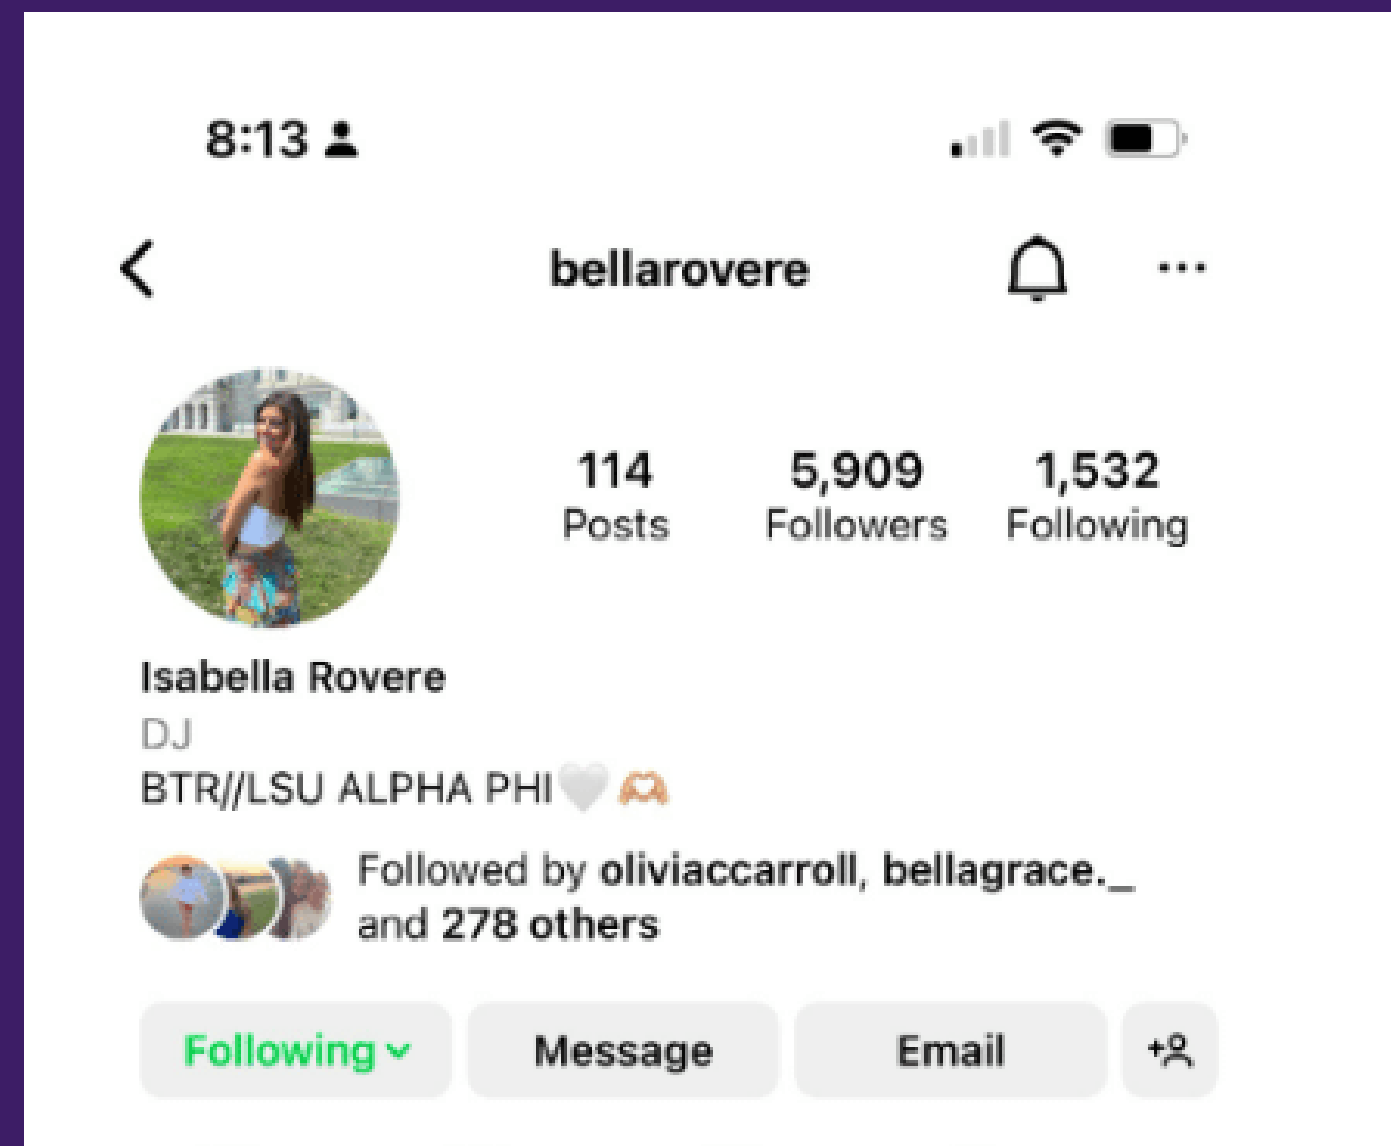 8:13
bellarovere
114 5,909 1,532
Posts Followers Following
Isabella Rovere
DJ
BTR//LSU ALPHA PHI🤍🫶🏼
Followed by oliviaccarroll, bellagrace._
and 278 others
Following Message Email